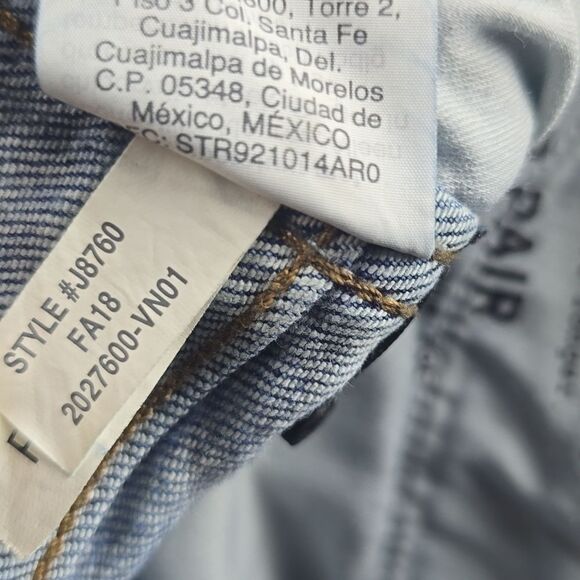 Piso 3 Col. Santa Fe
Cuajimalpa, Del.
Cuajimalpa de Morelos
C.P. 05348, Ciudad de
México, MÉXICO
STR921014AR0
STYLE #J8760
FA18
2027600-VN01
PAIR